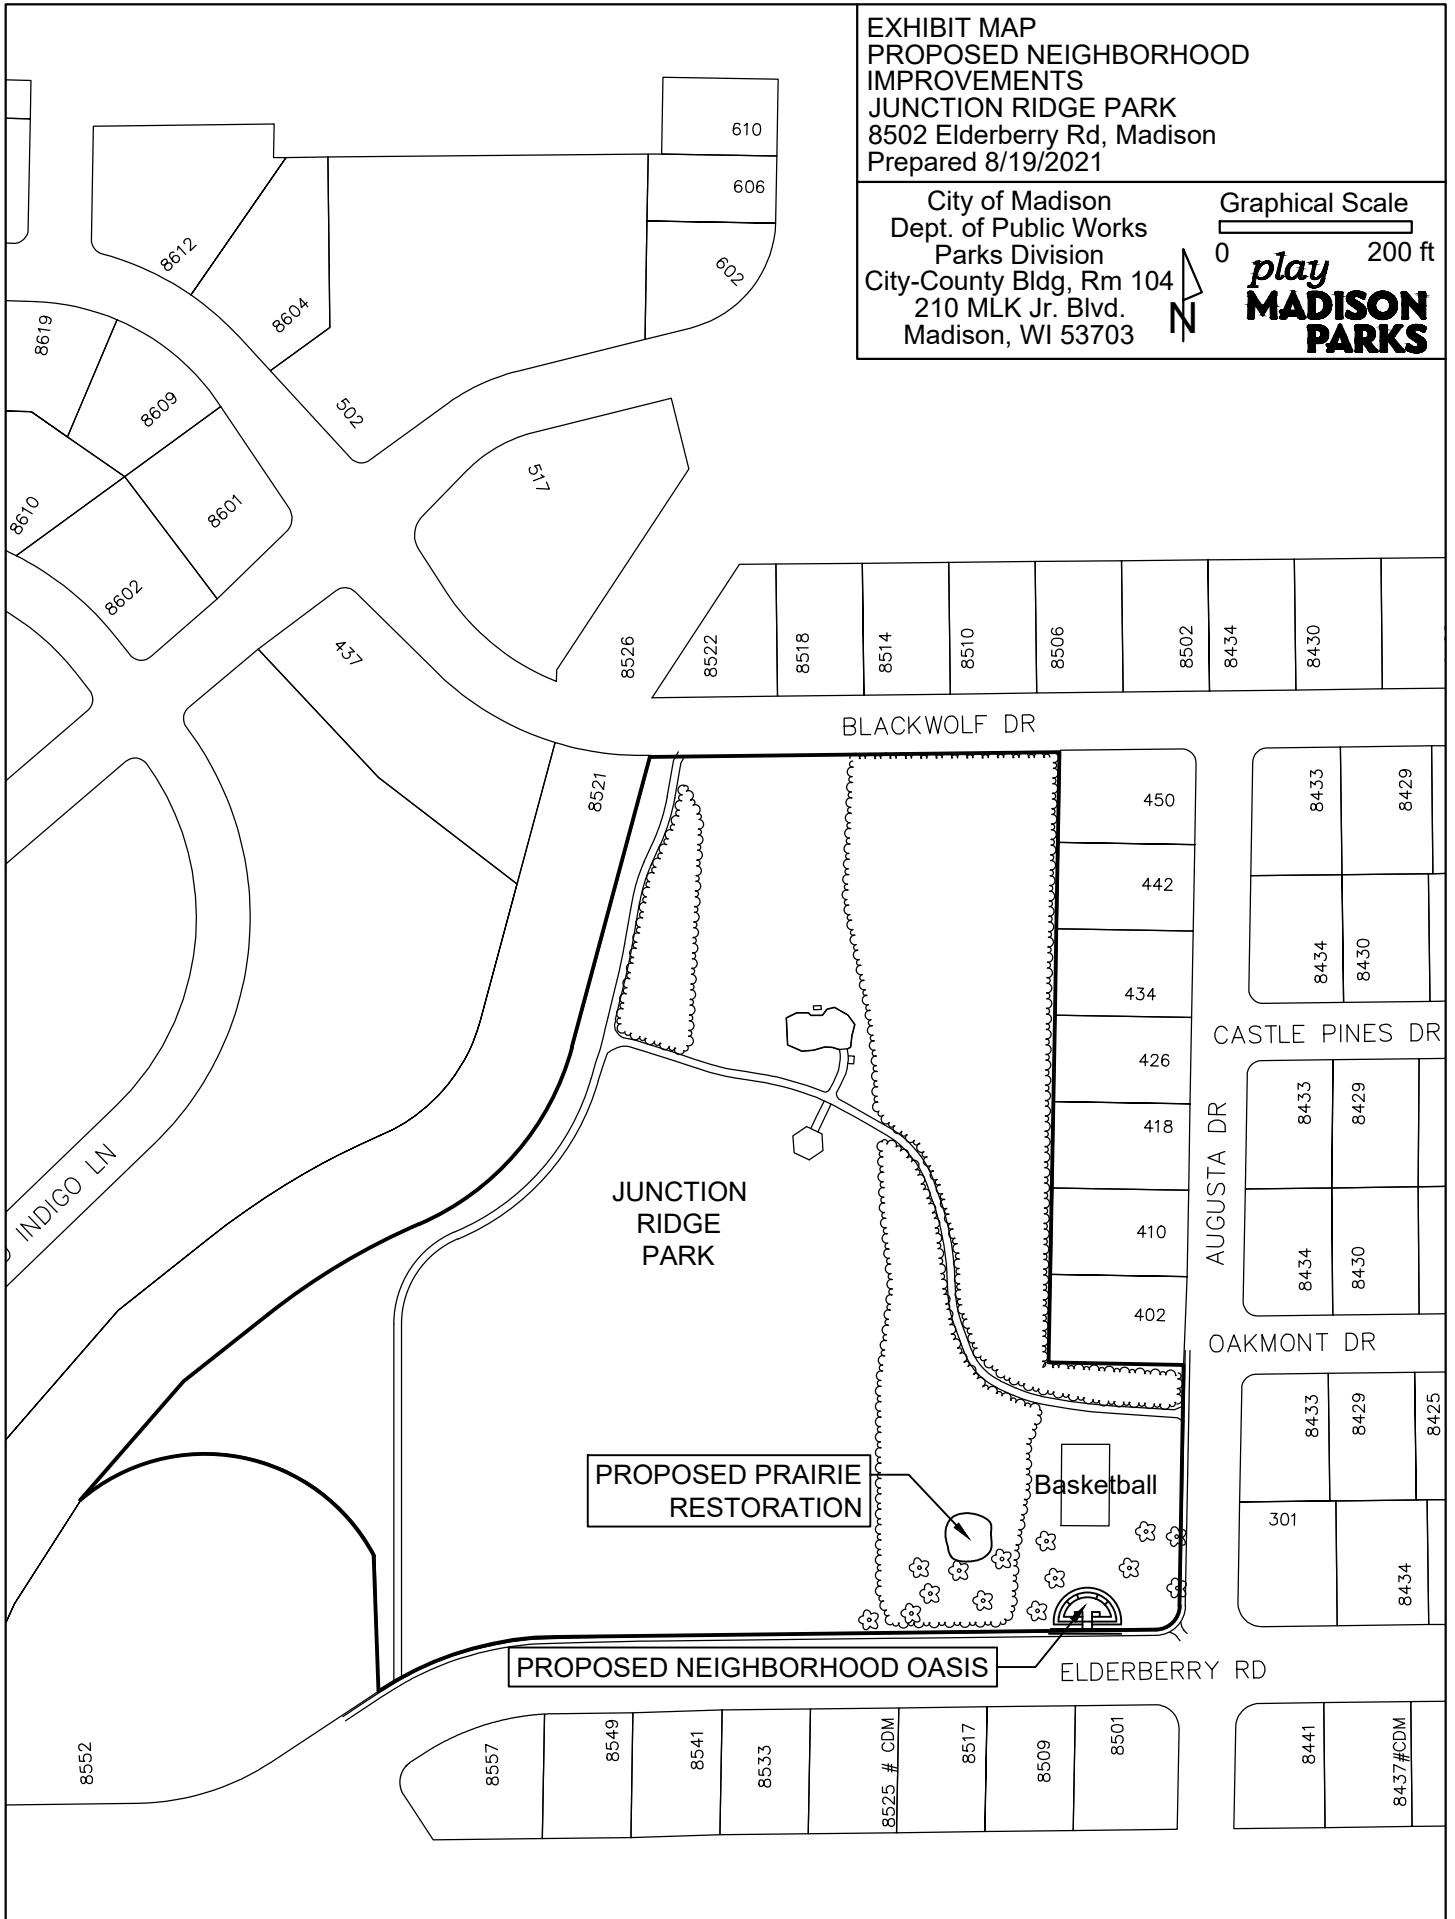 EXHIBIT MAP
PROPOSED NEIGHBORHOOD
IMPROVEMENTS
JUNCTION RIDGE PARK
8502 Elderberry Rd, Madison
Prepared 8/19/2021
City of Madison
Dept. of Public Works
Parks Division
City-County Bldg, Rm 104
210 MLK Jr. Blvd.
Madison, WI 53703
N
Graphical Scale
0 200 ft
play
MADISON
PARKS
610
606
602
8612
8604
8619
8609
502
517
8610
8601
8602
437
8526
8522
8518
8514
8510
8506
8502
8434
8430
BLACKWOLF DR
8521
450
442
434
426
418
410
402
8433
8429
8434
8430
CASTLE PINES DR
8433
8429
AUGUSTA DR
8434
8430
OAKMONT DR
INDIGO LN
JUNCTION
RIDGE
PARK
8433
8429
8425
PROPOSED PRAIRIE
RESTORATION
Basketball
301
8434
PROPOSED NEIGHBORHOOD OASIS
ELDERBERRY RD
8552
8557
8549
8541
8533
8525 # CDM
8517
8509
8501
8441
8437#CDM